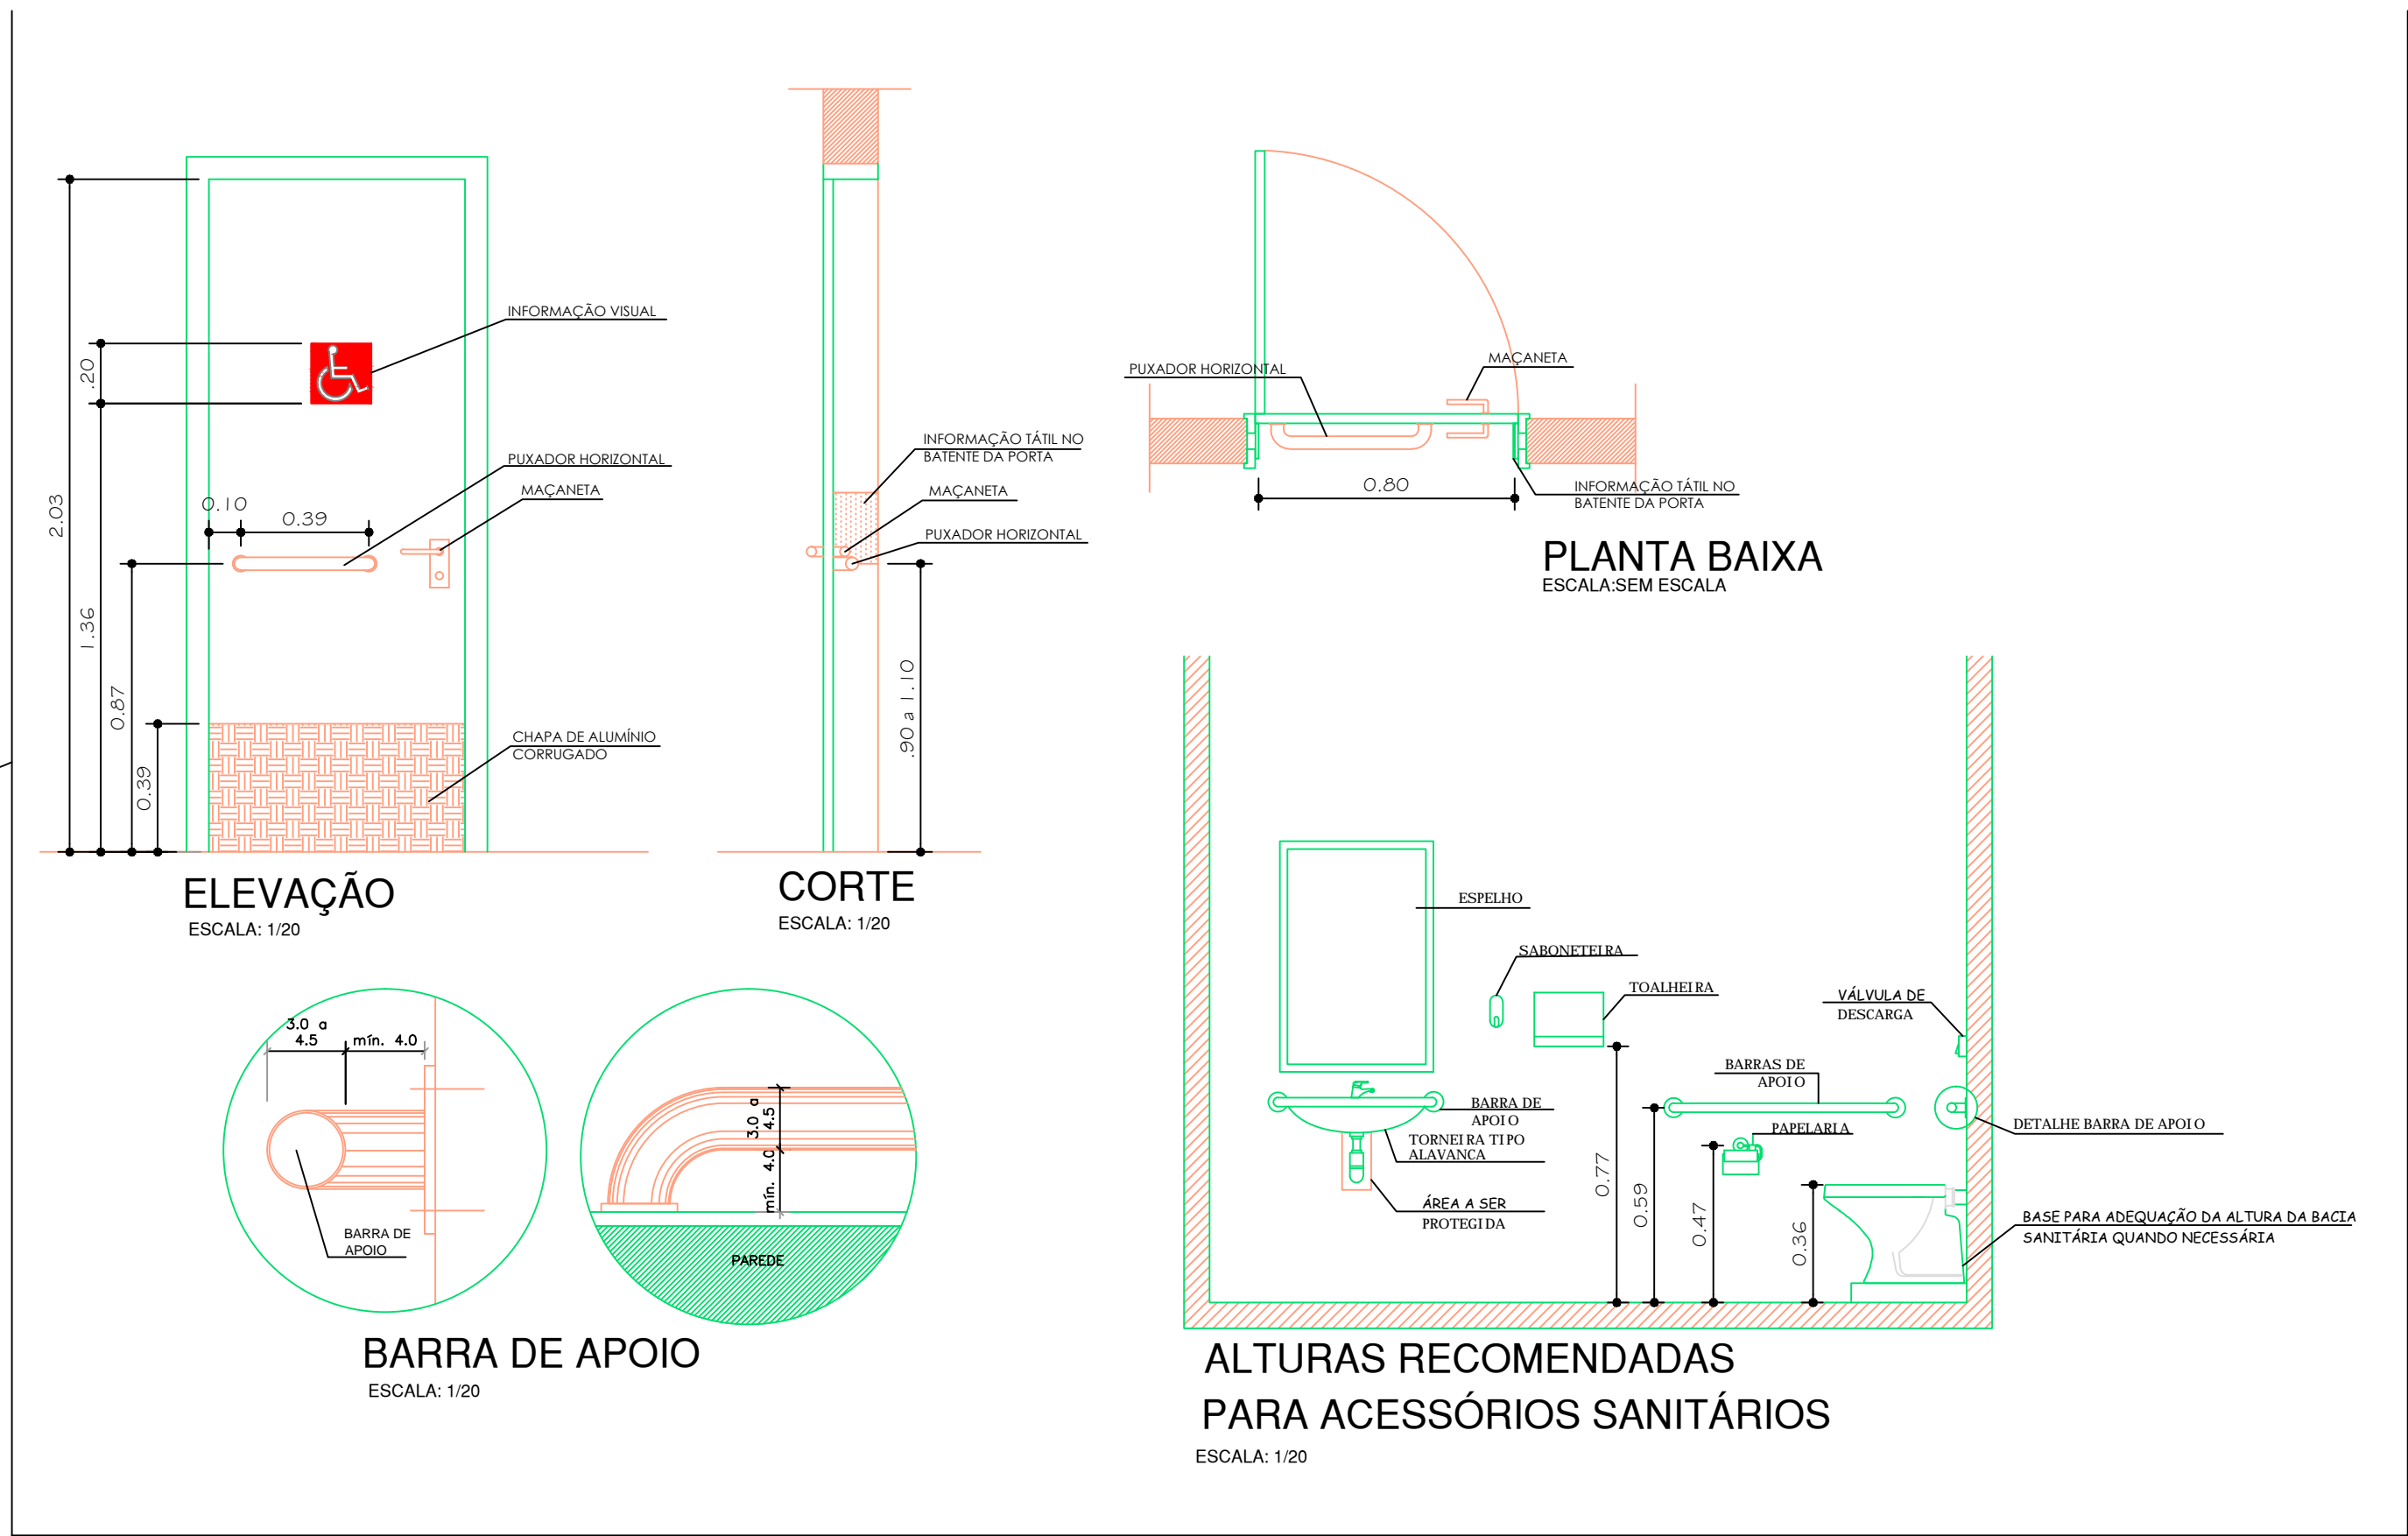 INFORMAÇÃO VISUAL
PUXADOR HORIZONTAL
MAÇANETA
CHAPA DE ALUMÍNIO
CORRUGADO
2.03
.20
1.36
0.87
0.39
0.10
0.39
ELEVAÇÃO
ESCALA: 1/20
INFORMAÇÃO TÁTIL NO
BATENTE DA PORTA
MAÇANETA
PUXADOR HORIZONTAL
.90 a 1.10
CORTE
ESCALA: 1/20
PUXADOR HORIZONTAL
MAÇANETA
0.80
INFORMAÇÃO TÁTIL NO
BATENTE DA PORTA
PLANTA BAIXA
ESCALA:SEM ESCALA
3.0 a
4.5
mín. 4.0
BARRA DE
APOIO
3.0 a
4.5
mín. 4.0
PAREDE
BARRA DE APOIO
ESCALA: 1/20
ESPELHO
SABONETEIRA
TOALHEIRA
VÁLVULA DE
DESCARGA
BARRAS DE
APOIO
BARRA DE
APOIO
PAPELARIA
DETALHE BARRA DE APOIO
TORNEIRA TIPO
ALAVANCA
ÁREA A SER
PROTEGIDA
0.77
0.59
0.47
0.36
BASE PARA ADEQUAÇÃO DA ALTURA DA BACIA
SANITÁRIA QUANDO NECESSÁRIA
ALTURAS RECOMENDADAS
PARA ACESSÓRIOS SANITÁRIOS
ESCALA: 1/20